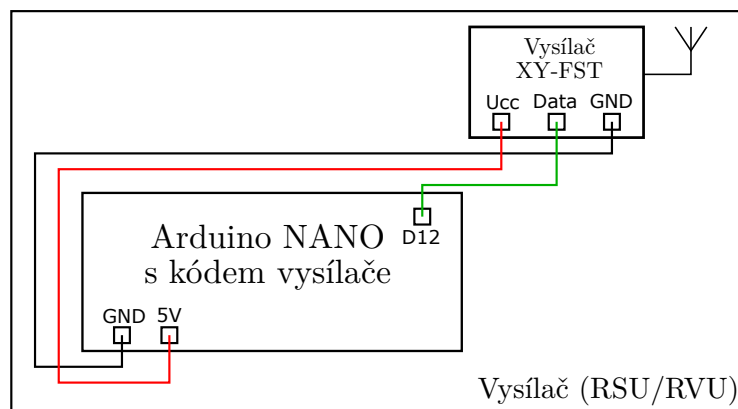 Vysílač
XY-FST
Ucc Data GND
D12
Arduino NANO
s kódem vysílače
GND 5V
Vysílač (RSU/RVU)